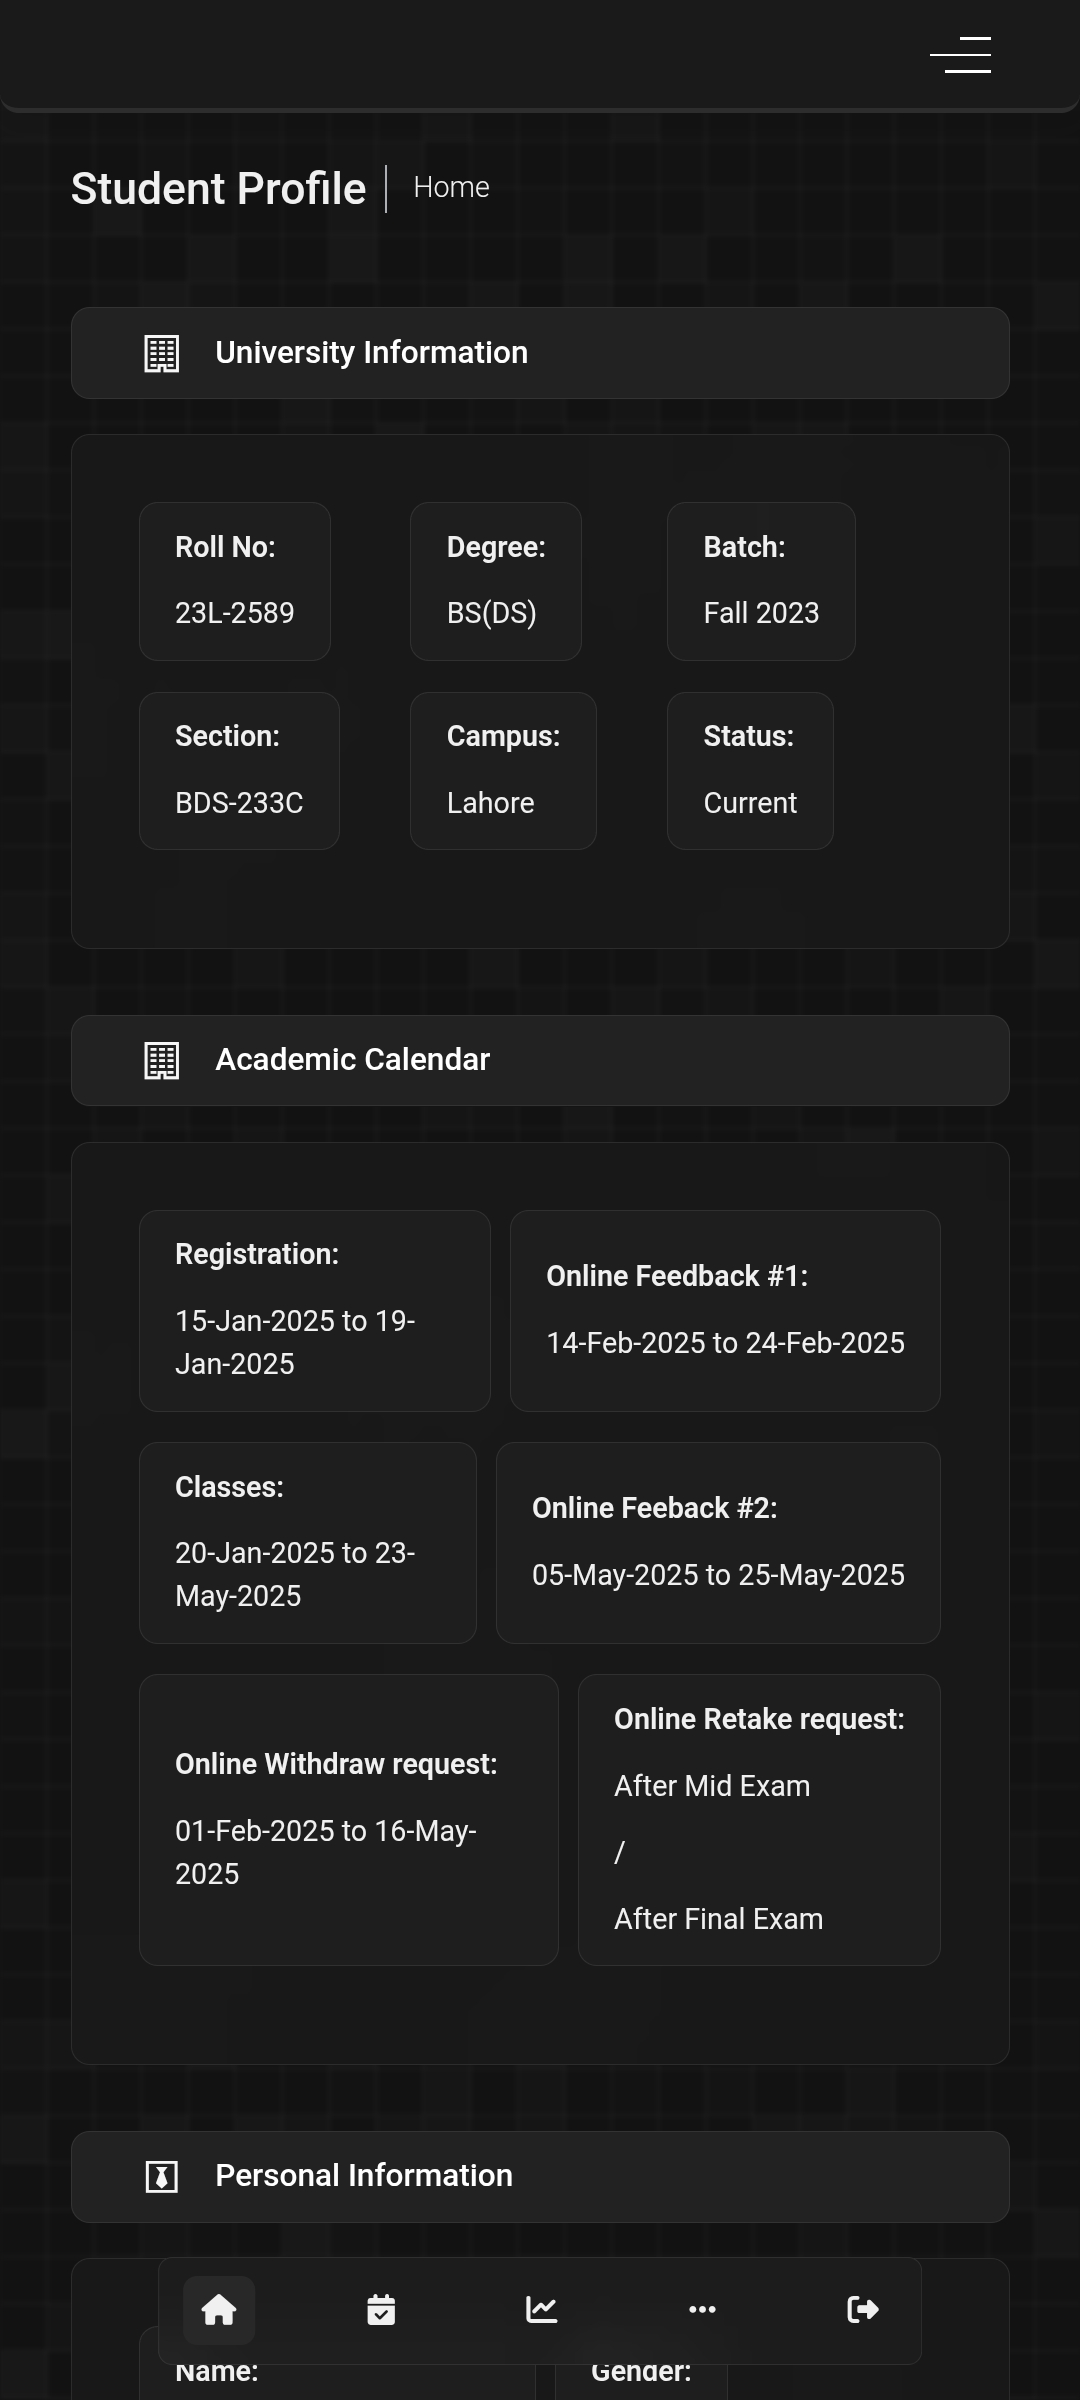 Student Profile
Home
University Information
Roll No:
23L-2589
Degree:
BS(DS)
Batch:
Fall 2023
Section:
BDS-233C
Campus:
Lahore
Status:
Current
Academic Calendar
Registration:
15-Jan-2025 to 19-
Jan-2025
Online Feedback #1:
14-Feb-2025 to 24-Feb-2025
Classes:
20-Jan-2025 to 23-
May-2025
Online Feeback #2:
05-May-2025 to 25-May-2025
Online Withdraw request:
01-Feb-2025 to 16-May-
2025
Online Retake request:
After Mid Exam
/
After Final Exam
Personal Information
Name:
Gender: